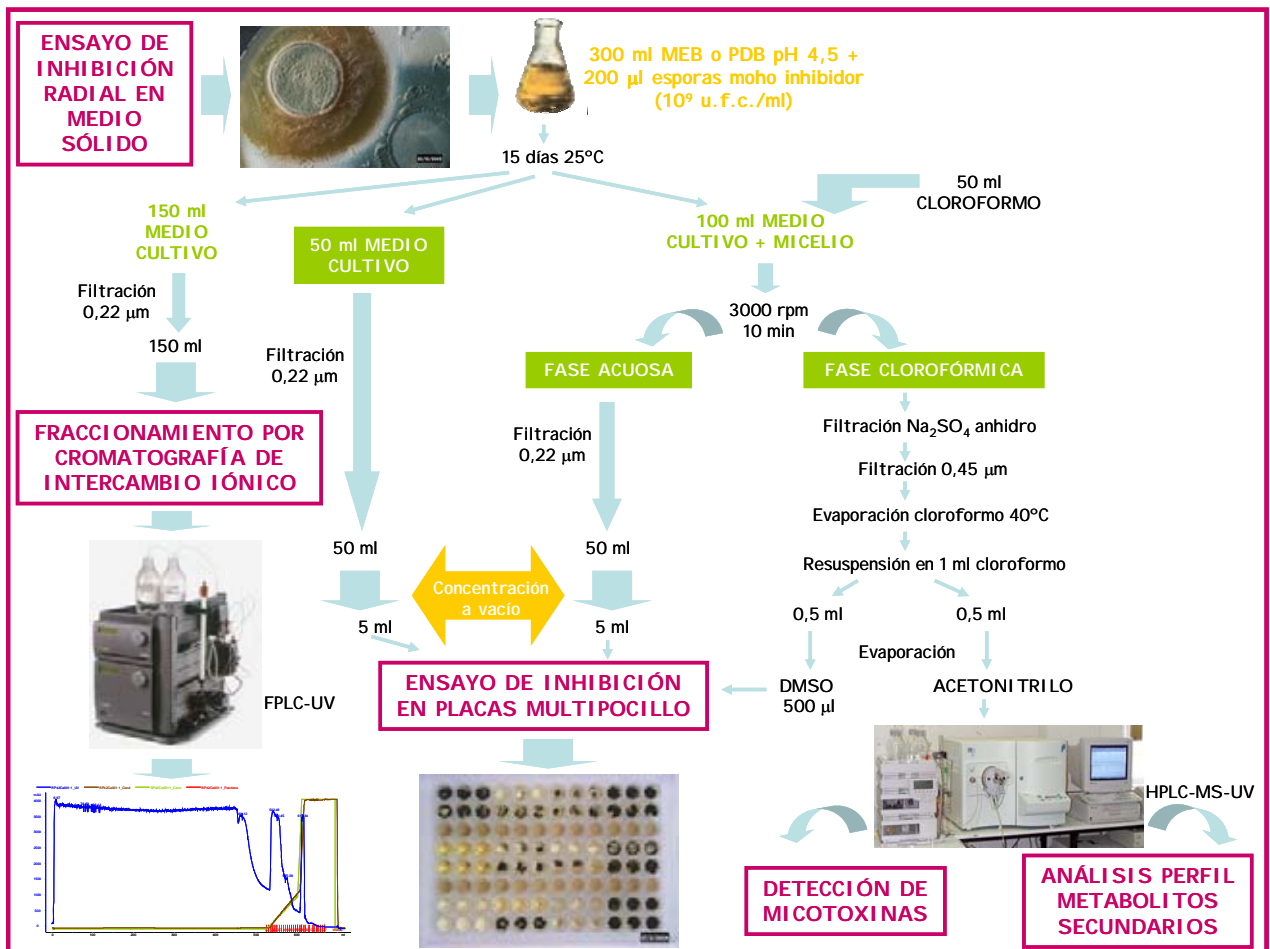 ENSAYO DE
INHIBICIÓN
RADIAL EN
MEDIO
SÓLIDO
300 ml MEB o PDB pH 4,5 +
200 µl esporas moho inhibidor
(10⁹ u.f.c./ml)
15 días 25ºC
50 ml
CLOROFORMO
150 ml
MEDIO
CULTIVO
50 ml MEDIO
CULTIVO
100 ml MEDIO
CULTIVO + MICELIO
Filtración
0,22 µm
150 ml
3000 rpm
10 min
Filtración
0,22 µm
FASE ACUOSA
FASE CLOROFÓRMICA
FRACCIONAMIENTO POR
CROMATOGRAFÍA DE
INTERCAMBIO IÓNICO
Filtración
0,22 µm
Filtración Na₂SO₄ anhidro
Filtración 0,45 µm
Evaporación cloroformo 40ºC
Resuspensión en 1 ml cloroformo
50 ml
50 ml
Concentración
a vacío
5 ml
5 ml
0,5 ml
0,5 ml
Evaporación
ENSAYO DE INHIBICIÓN
EN PLACAS MULTIPOCILLO
DMSO
500 µl
ACETONITRILO
FPLC-UV
HPLC-MS-UV
DETECCIÓN DE
MICOTOXINAS
ANÁLISIS PERFIL
METABOLITOS
SECUNDARIOS